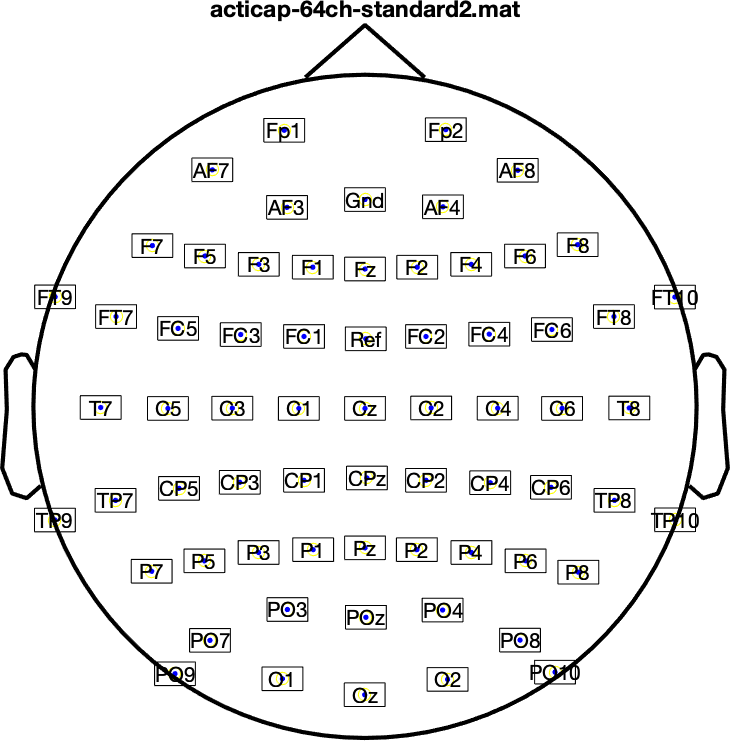 acticap-64ch-standard2.mat
Fp1 Fp2
AF7 AF8
AF3 Gnd AF4
F7 F5 F3 F1 Fz F2 F4 F6 F8
FT9 FT7 FC5 FC3 FC1 Ref FC2 FC4 FC6 FT8 FT10
T7 C5 C3 C1 Cz C2 C4 C6 T8
TP7 CP5 CP3 CP1 CPz CP2 CP4 CP6 TP8
TP9 TP10
P7 P5 P3 P1 Pz P2 P4 P6 P8
PO3 POz PO4
PO7 PO8
PO9 O1 Oz O2 PO10